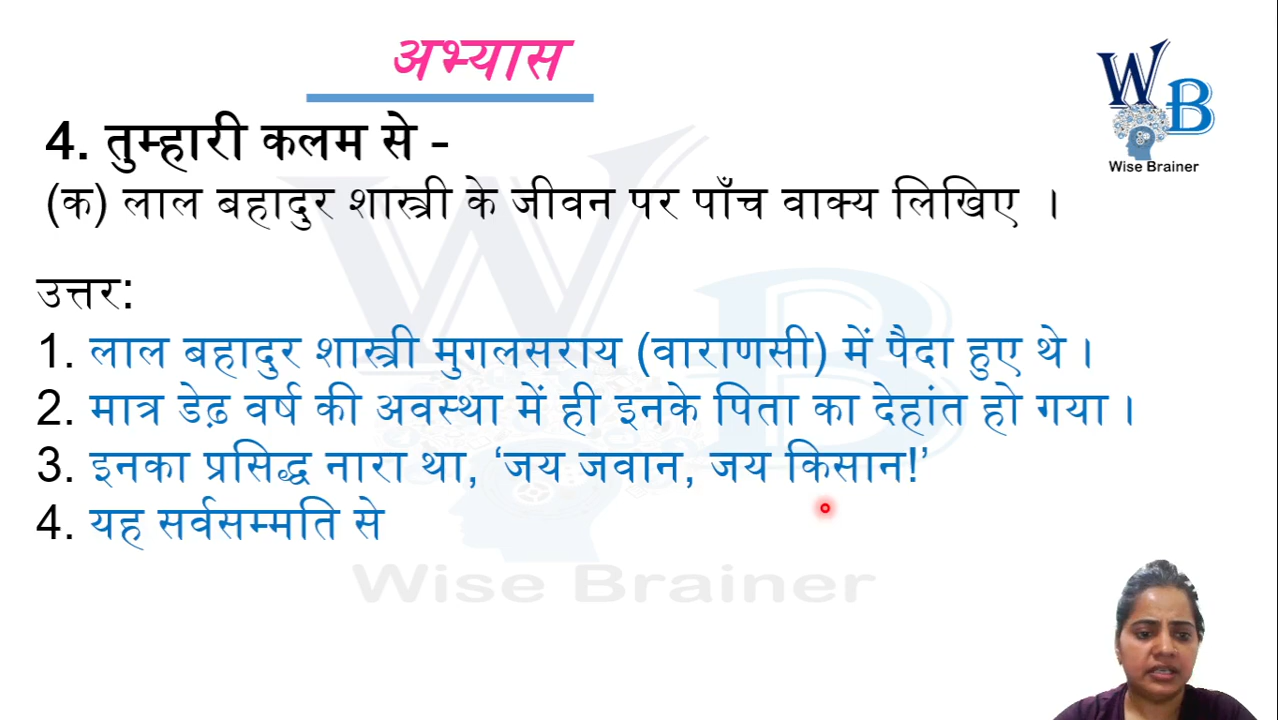 अभ्यास
W B
Wise Brainer
4. तुम्हारी कलम से -
(क) लाल बहादुर शास्त्री के जीवन पर पाँच वाक्य लिखिए ।
उत्तर:
1. लाल बहादुर शास्त्री मुगलसराय (वाराणसी) में पैदा हुए थे ।
2. मात्र डेढ़ वर्ष की अवस्था में ही इनके पिता का देहांत हो गया ।
3. इनका प्रसिद्ध नारा था, ‘जय जवान, जय किसान!’
4. यह सर्वसम्मति से
W B
Wise Brainer